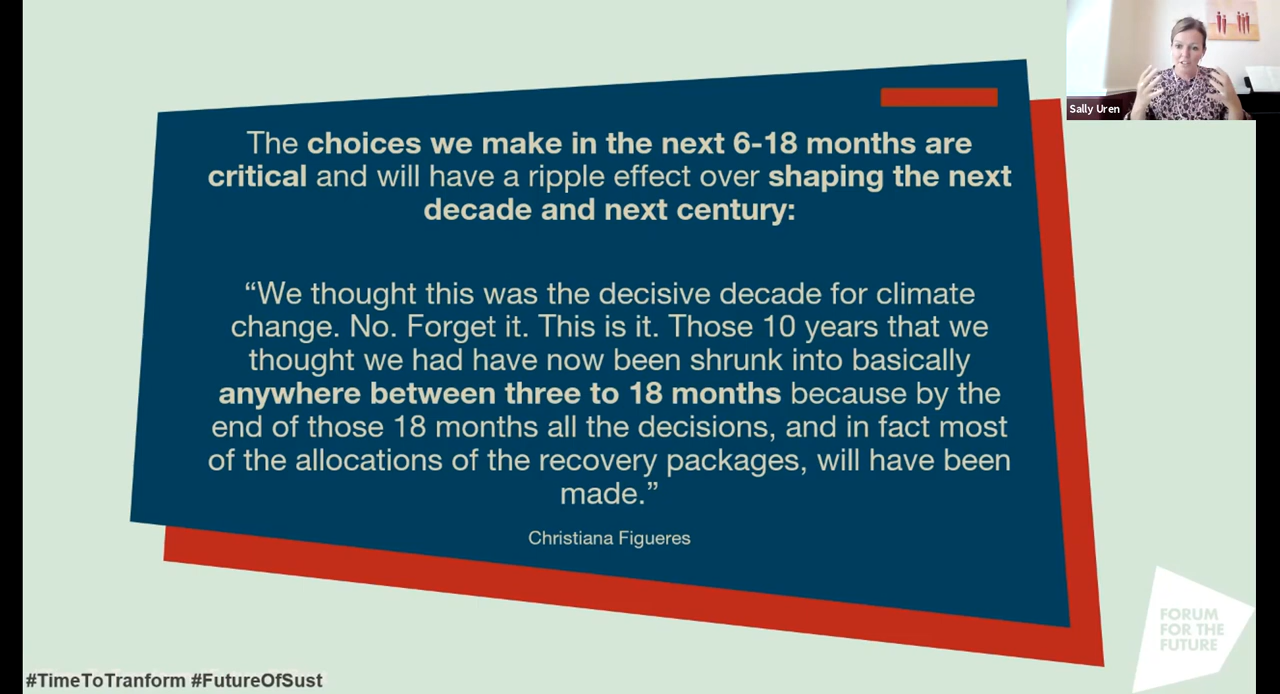 The choices we make in the next 6-18 months are
critical and will have a ripple effect over shaping the next
decade and next century:
“We thought this was the decisive decade for climate
change. No. Forget it. This is it. Those 10 years that we
thought we had have now been shrunk into basically
anywhere between three to 18 months because by the
end of those 18 months all the decisions, and in fact most
of the allocations of the recovery packages, will have been
made.”
Christiana Figueres
Sally Uren
FORUM
FOR THE
FUTURE
#TimeToTranform #FutureOfSust